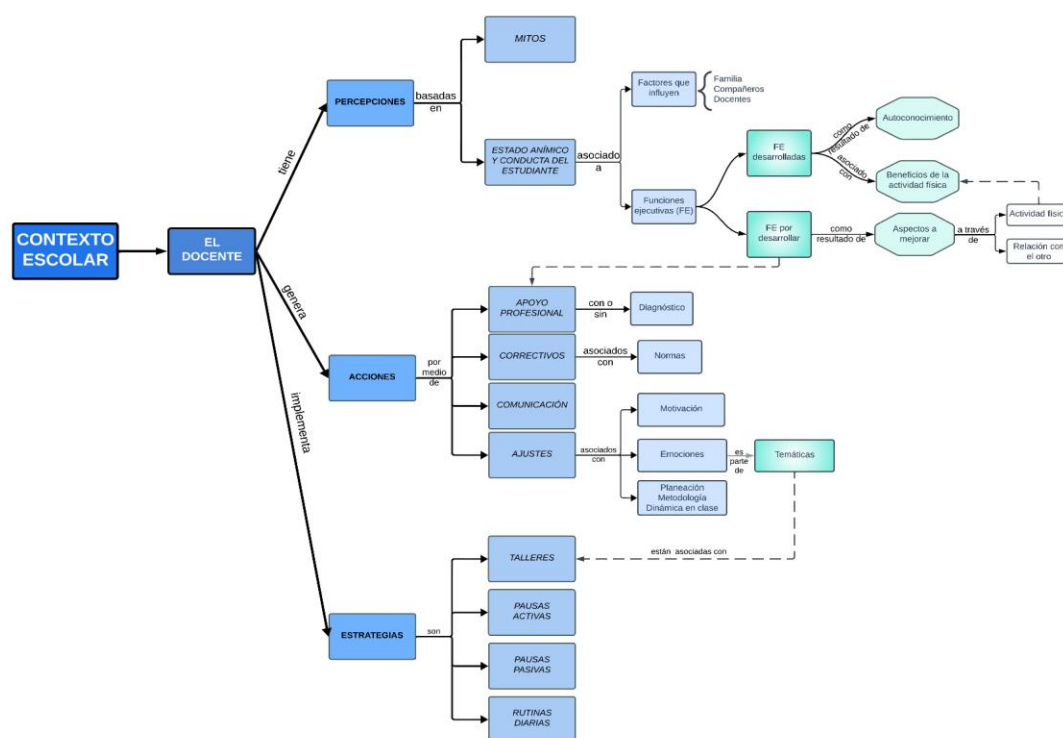 CONTEXTO
ESCOLAR
EL
DOCENTE
tiene
PERCEPCIONES
basadas
en
MITOS
ESTADO ANÍMICO
Y CONDUCTA DEL
ESTUDIANTE
asociado
a
Factores que
influyen
Familia
Compañeros
Docentes
Funciones
ejecutivas (FE)
FE
desarrolladas
como
resultado de
Autoconocimiento
asociado
con
Beneficios de la
actividad física
FE por
desarrollar
como
resultado de
Aspectos a
mejorar
a través
de
Actividad físic
Relación con
el otro
genera
ACCIONES
por
medio
de
APOYO
PROFESIONAL
con o
sin
Diagnóstico
CORRECTIVOS
asociados
con
Normas
COMUNICACIÓN
AJUSTES
asociados
con
Motivación
Emociones
es
parte
de
Temáticas
Planeación
Metodología
Dinámica en clase
implementa
ESTRATEGIAS
son
TALLERES
están asociadas con
PAUSAS
ACTIVAS
PAUSAS
PASIVAS
RUTINAS
DIARIAS